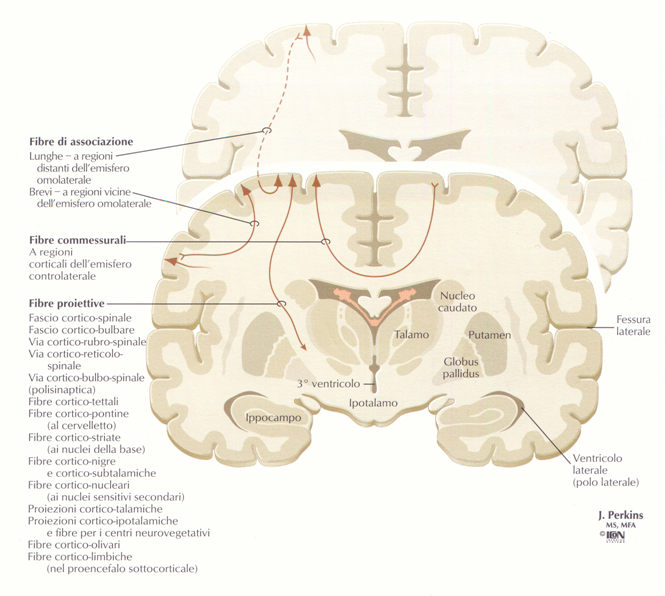 Fibre di associazione
Lunghe – a regioni
distanti dell'emisfero
omolaterale
Brevi – a regioni vicine
dell'emisfero omolaterale
Fibre commessurali
A regioni
corticali dell'emisfero
controlaterale
Fibre proiettive
Fascio cortico-spinale
Fascio cortico-bulbare
Via cortico-rubro-spinale
Via cortico-reticolo-
spinale
Via cortico-bulbo-spinale
(polisinaptica)
Fibre cortico-tettali
Fibre cortico-pontine
(al cervelletto)
Fibre cortico-striate
(ai nuclei della base)
Fibre cortico-nigre
e cortico-subtalamiche
Fibre cortico-nucleari
(ai nuclei sensitivi secondari)
Proiezioni cortico-talamiche
Proiezioni cortico-ipotalamiche
e fibre per i centri neurovegetativi
Fibre cortico-olivari
Fibre cortico-limbiche
(nel proencefalo sottocorticale)
Nucleo
caudato
Talamo
Putamen
Globus
pallidus
3° ventricolo
Ipotalamo
Ippocampo
Fessura
laterale
Ventricolo
laterale
(polo laterale)
J. Perkins
MS, MFA
©